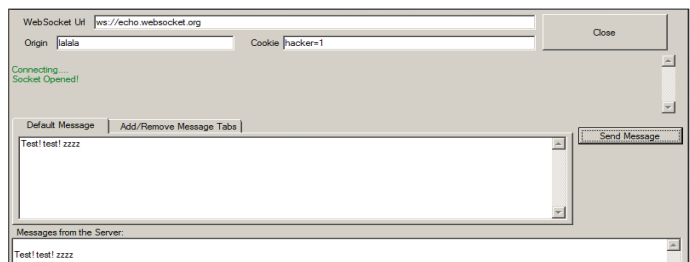 WebSocket Url ws://echo.websocket.org
Close
Origin lalala Cookie hacker=1
Connecting....
Socket Opened!
Default Message Add/Remove Message Tabs
Send Message
Test! test! zzzz
Messages from the Server:
Test! test! zzzz